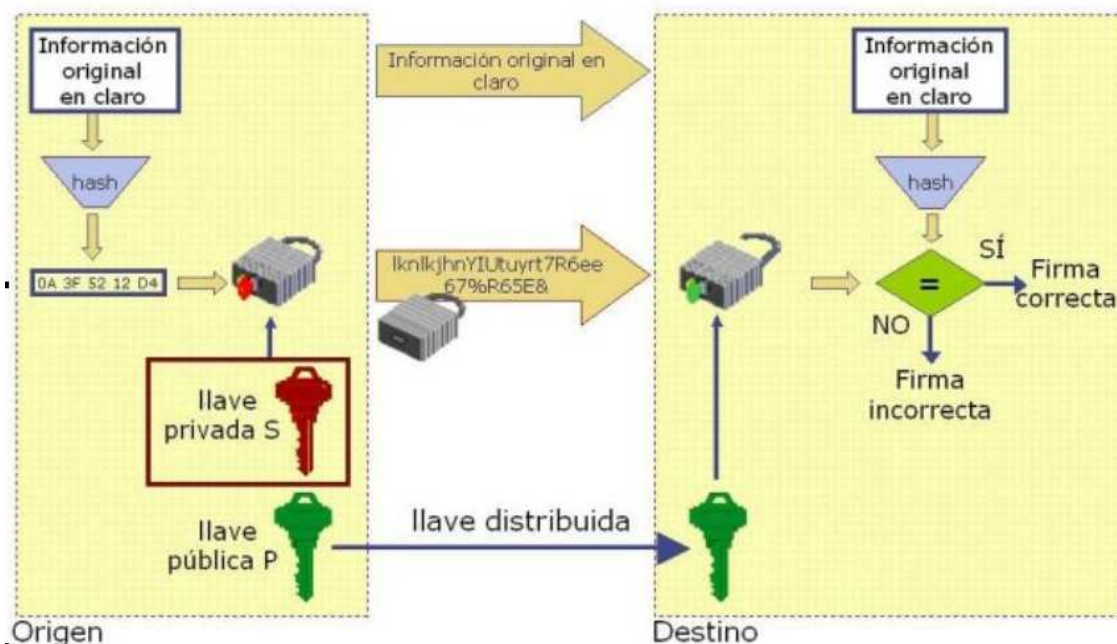 Información
original
en claro
hash
0A 3F 52 12 D4
llave
privada S
llave
pública P
Origen
Información original en
claro
lknlkjhnYIUtuyrt7R6ee
67%R65E&
llave distribuida
Información
original
en claro
hash
=
SÍ
Firma
correcta
NO
Firma
incorrecta
Destino